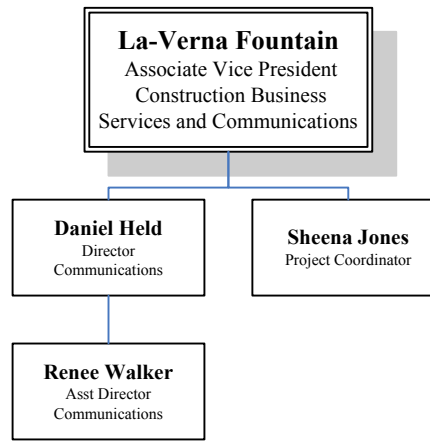 La-Verna Fountain
Associate Vice President
Construction Business
Services and Communications
Daniel Held
Director
Communications
Sheena Jones
Project Coordinator
Renee Walker
Asst Director
Communications